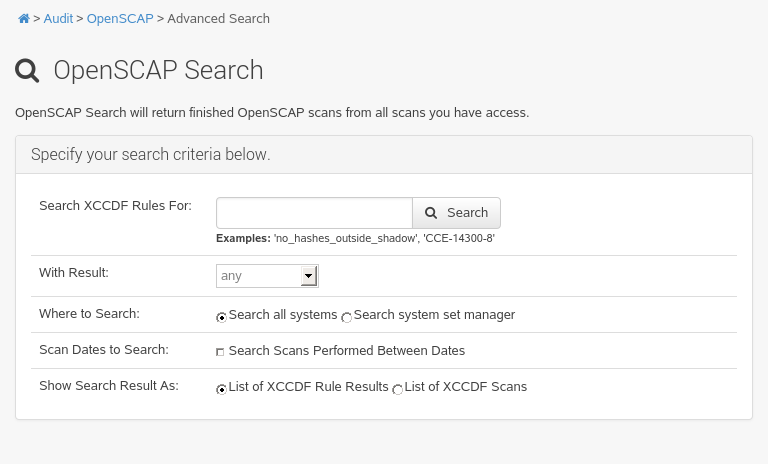 > Audit > OpenSCAP > Advanced Search
OpenSCAP Search
OpenSCAP Search will return finished OpenSCAP scans from all scans you have access.
Specify your search criteria below.
Search XCCDF Rules For:
Search
Examples: 'no_hashes_outside_shadow', 'CCE-14300-8'
With Result: any
Where to Search: Search all systems Search system set manager
Scan Dates to Search: Search Scans Performed Between Dates
Show Search Result As: List of XCCDF Rule Results List of XCCDF Scans